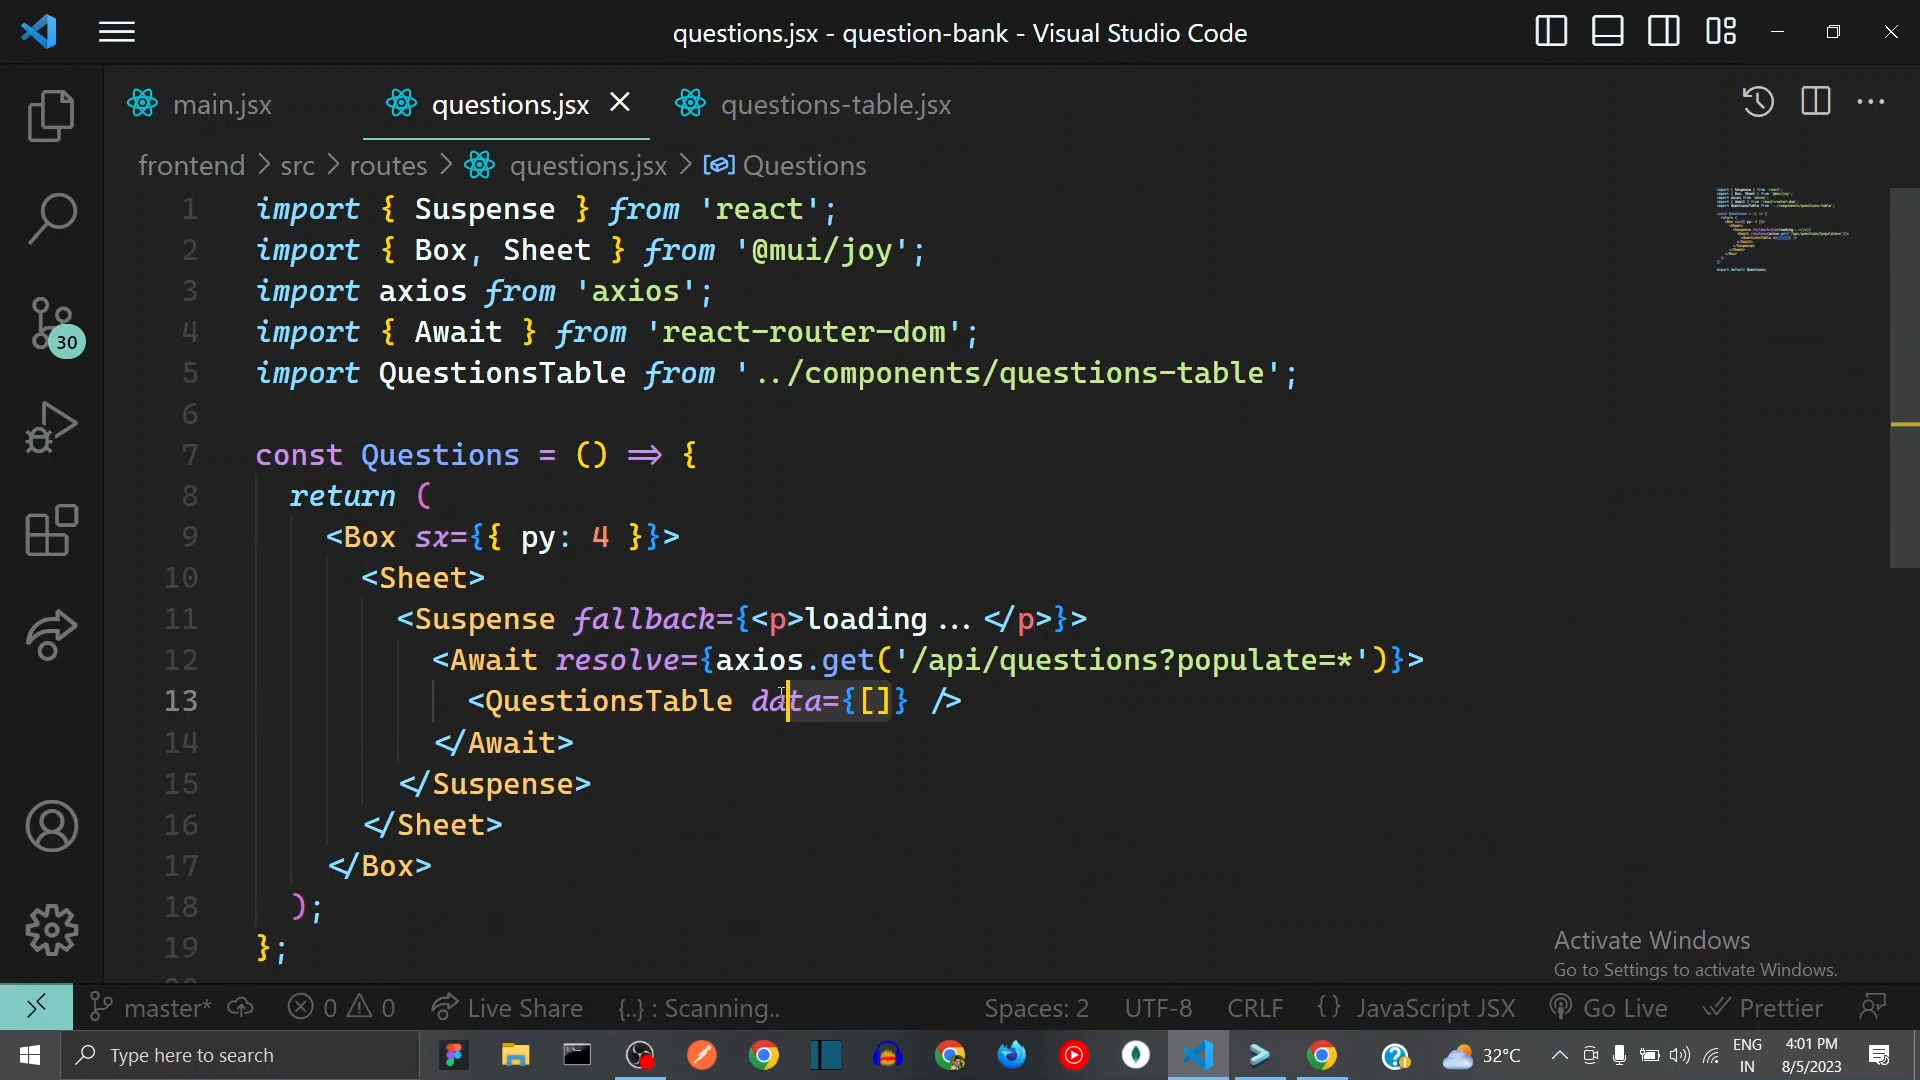 questions.jsx - question-bank - Visual Studio Code
main.jsx
questions.jsx
questions-table.jsx
frontend > src > routes > questions.jsx > Questions
1 import { Suspense } from 'react';
2 import { Box, Sheet } from '@mui/joy';
3 import axios from 'axios';
4 import { Await } from 'react-router-dom';
5 import QuestionsTable from '../components/questions-table';
6
7 const Questions = () => {
8 return (
9 <Box sx={{ py: 4 }}>
10 <Sheet>
11 <Suspense fallback={<p>loading...</p>}>
12 <Await resolve={axios.get('/api/questions?populate=*')}>
13 <QuestionsTable data={[]} />
14 </Await>
15 </Suspense>
16 </Sheet>
17 </Box>
18 );
19 };
30
Activate Windows
Go to Settings to activate Windows.
master* 0 0 Live Share {..} : Scanning.. Spaces: 2 UTF-8 CRLF {} JavaScript JSX Go Live Prettier
Type here to search
32°C
ENG
IN
4:01 PM
8/5/2023